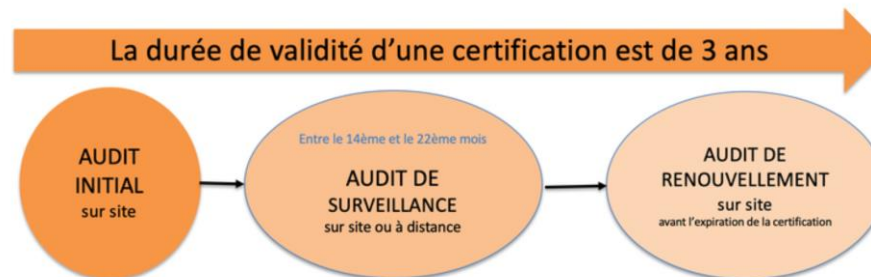 La durée de validité d’une certification est de 3 ans
AUDIT
INITIAL
sur site
Entre le 14ème et le 22ème mois
AUDIT DE
SURVEILLANCE
sur site ou à distance
AUDIT DE
RENOUVELLEMENT
sur site
avant l’expiration de la certification